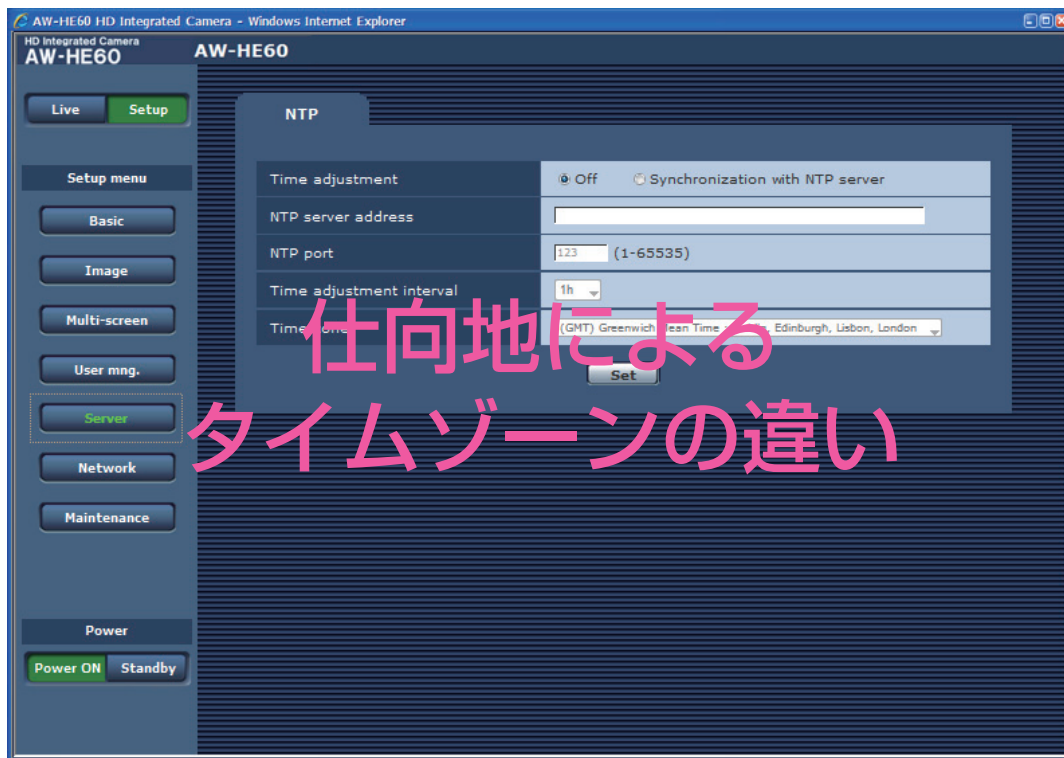 AW-HE60 HD Integrated Camera - Windows Internet Explorer
HD Integrated Camera
AW-HE60
AW-HE60
Live Setup
NTP
Setup menu
Basic
Image
Multi-screen
User mng.
Server
Network
Maintenance
Power
Power ON Standby
Time adjustment Off Synchronization with NTP server
NTP server address
NTP port 123 (1-65535)
Time adjustment interval 1h
(GMT) Greenwich Mean Time Edinburgh, Lisbon, London
Set
仕向地による
タイムゾーンの違い